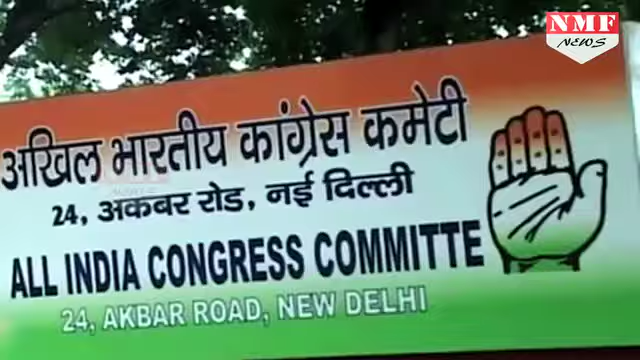 NMF
NEWS
अखिल भारतीय कांग्रेस कमेटी
24, अकबर रोड, नई दिल्ली
ALL INDIA CONGRESS COMMITTE
24, AKBAR ROAD, NEW DELHI